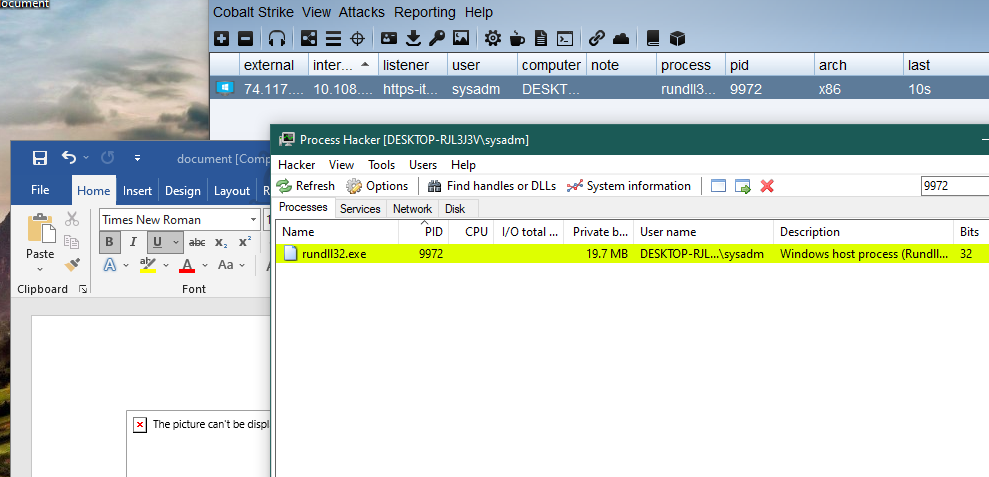 ocument
Cobalt Strike View Attacks Reporting Help
external inter... listener user computer note process pid arch last
74.117.... 10.108.... https-it... sysadm DESKT... rundll3... 9972 x86 10s
Process Hacker [DESKTOP-RJL3J3V\sysadm]
Hacker View Tools Users Help
Refresh Options Find handles or DLLs System information 9972
Processes Services Network Disk
Name PID CPU I/O total ... Private b... User name Description Bits
rundll32.exe 9972 19.7 MB DESKTOP-RJL...\sysadm Windows host process (Rundll... 32
document [Comp
File Home Insert Design Layout R
Paste
Clipboard
Times New Roman 1
B I U abc x₂ x²
A ab A Aa
Font
The picture can't be displ